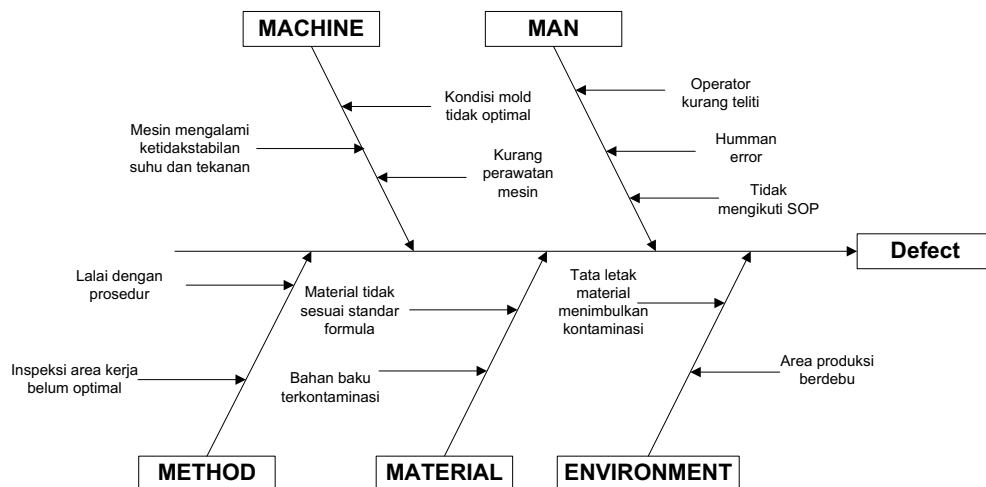 MACHINE
MAN
Kondisi mold
tidak optimal
Mesin mengalami
ketidakstabilan
suhu dan tekanan
Kurang
perawatan
mesin
Operator
kurang teliti
Humman
error
Tidak
mengikuti SOP
Defect
Lalai dengan
prosedur
Inspeksi area kerja
belum optimal
Material tidak
sesuai standar
formula
Bahan baku
terkontaminasi
Tata letak
material
menimbulkan
kontaminasi
Area produksi
berdebu
METHOD
MATERIAL
ENVIRONMENT